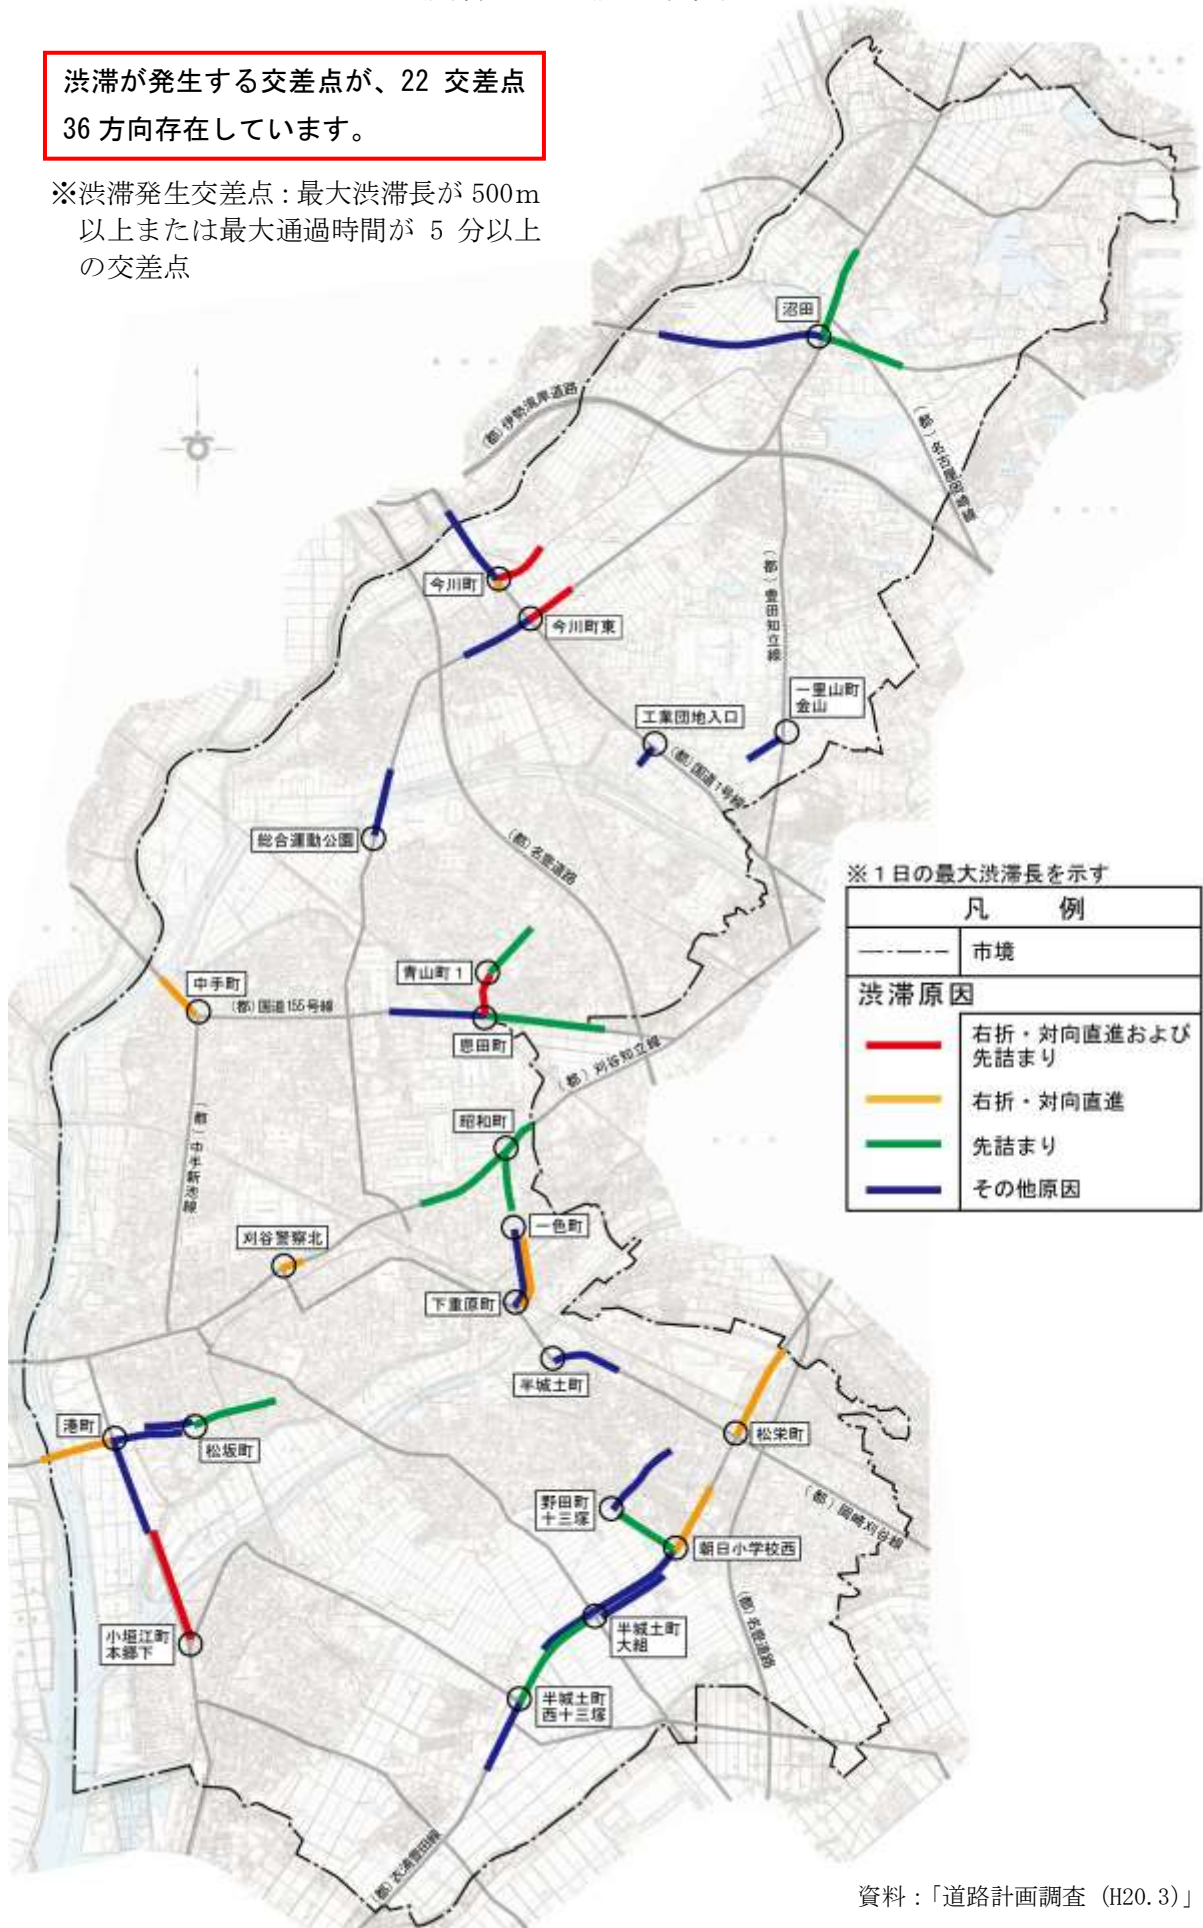 渋滞が発生する交差点が、22 交差点
36 方向存在しています。
※渋滞発生交差点：最大渋滞長が 500m
以上または最大通過時間が 5 分以上
の交差点
沼田
(都)伊勢湾岸道路
(都)名古屋岡崎線
今川町
今川町東
(都)豊田知立線
一里山町
金山
工業団地入口
(都)国道1号線
総合運動公園
(都)名豊道路
※１日の最大渋滞長を示す
凡 例
市境
渋滞原因
右折・対向直進および
先詰まり
右折・対向直進
先詰まり
その他原因
青山町１
中手町
(都)国道155号線
恩田町
(都)刈谷知立線
昭和町
(都)中手新池線
一色町
刈谷警察北
下重原町
半城土町
港町
松坂町
松栄町
(都)岡崎刈谷線
野田町
十三塚
朝日小学校西
小垣江町
本郷下
半城土町
大組
(都)名豊道路
半城土町
西十三塚
(都)衣浦豊田線
資料：「道路計画調査（H20.3）」